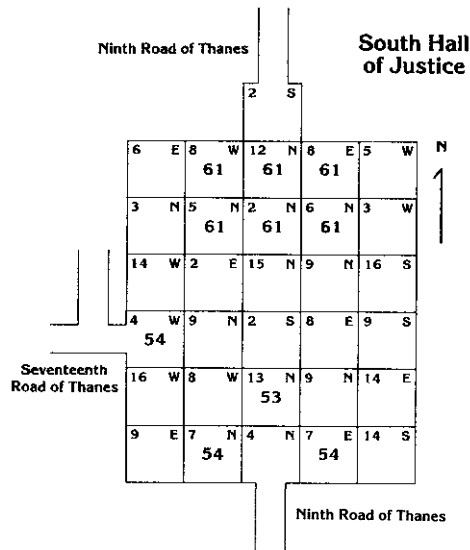 Ninth Road of Thanes
South Hall
of Justice
2 S
N
6 E 8 W 12 N 8 E 5 W
61 61 61
3 N 5 N 2 N 6 N 3 W
61 61 61
14 W 2 E 15 N 9 N 16 S
4 W 9 N 2 S 8 E 9 S
54
Seventeenth
Road of Thanes
16 W 8 W 13 N 9 N 14 E
53
9 E 7 N 4 N 7 E 14 S
54 54
Ninth Road of Thanes